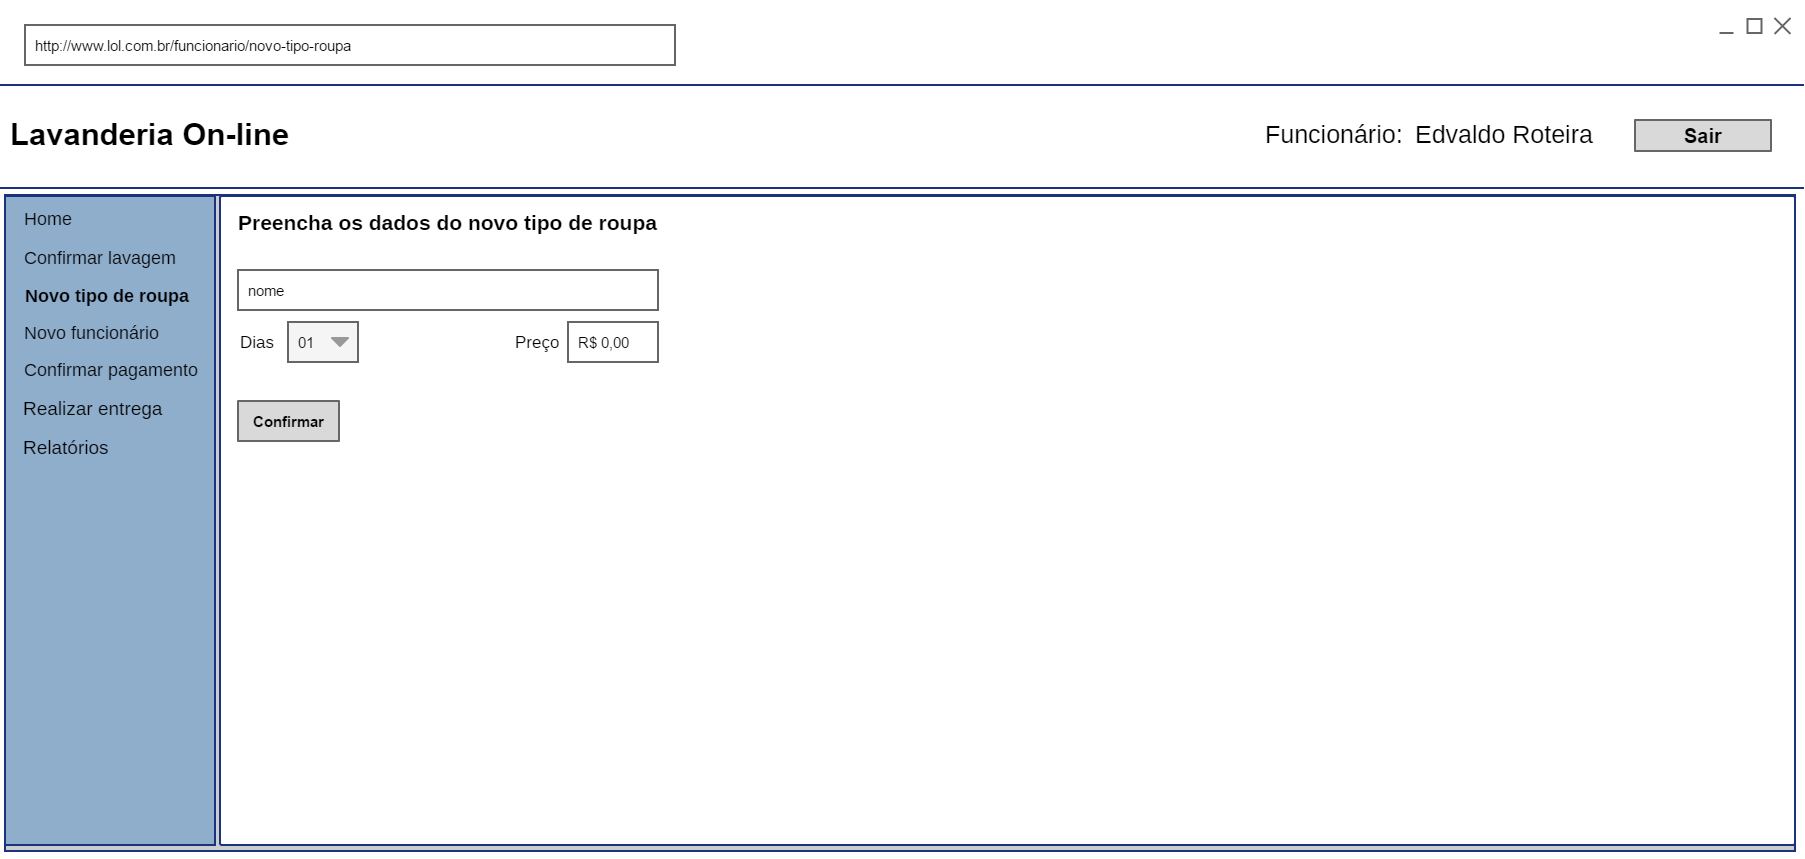 http://www.lol.com.br/funcionario/novo-tipo-roupa
Lavanderia On-line
Funcionário: Edvaldo Roteira
Sair
Home
Confirmar lavagem
Novo tipo de roupa
Novo funcionário
Confirmar pagamento
Realizar entrega
Relatórios
Preencha os dados do novo tipo de roupa
nome
Dias 01 Preço R$ 0,00
Confirmar